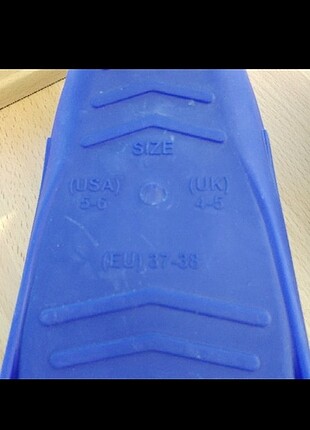 SIZE
(USA) (UK)
5-6 4-5
(EU) 37-38